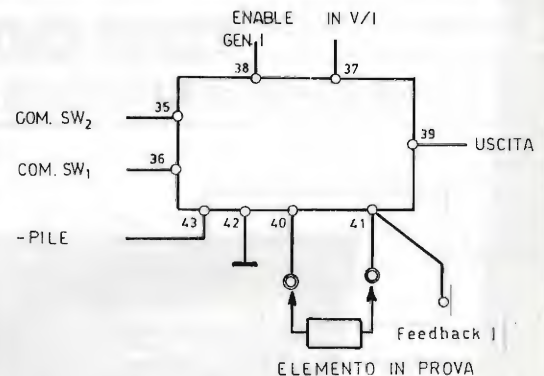 ENABLE
GEN. I
IN V/I
38
37
35
COM. SW2
36
COM. SW1
39
USCITA
43
42
40
41
-PILE
Feedback I
ELEMENTO IN PROVA